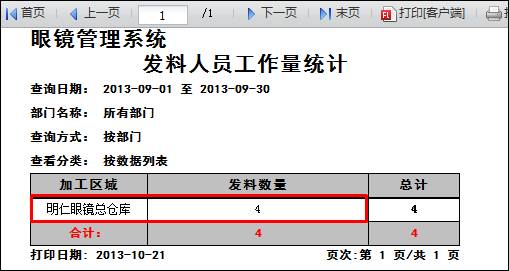 首页 上一页 1 /1 下一页 末页 打印[客户端]
眼镜管理系统
发料人员工作量统计
查询日期: 2013-09-01 至 2013-09-30
部门名称: 所有部门
查询方式: 按部门
查看分类: 按数据列表
加工区域 发料数量 总计
明仁眼镜总仓库 4 4
合计: 4 4
打印日期: 2013-10-21 页次:第 1 页/共 1 页